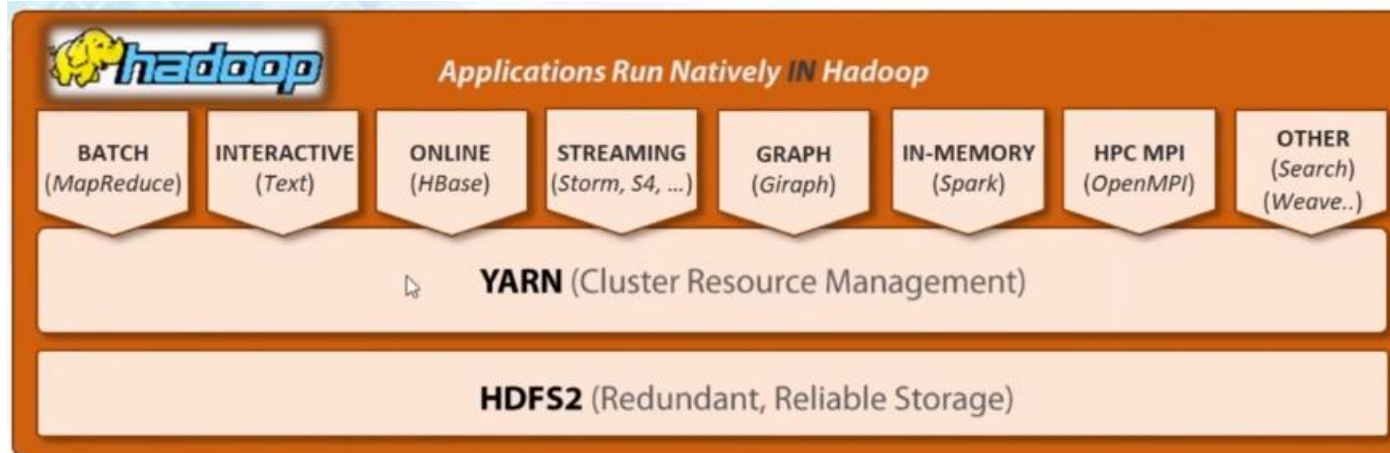 hadoop
Applications Run Natively IN Hadoop
BATCH
(MapReduce)
INTERACTIVE
(Text)
ONLINE
(HBase)
STREAMING
(Storm, S4, ...)
GRAPH
(Giraph)
IN-MEMORY
(Spark)
HPC MPI
(OpenMPI)
OTHER
(Search)
(Weave..)
YARN (Cluster Resource Management)
HDFS2 (Redundant, Reliable Storage)